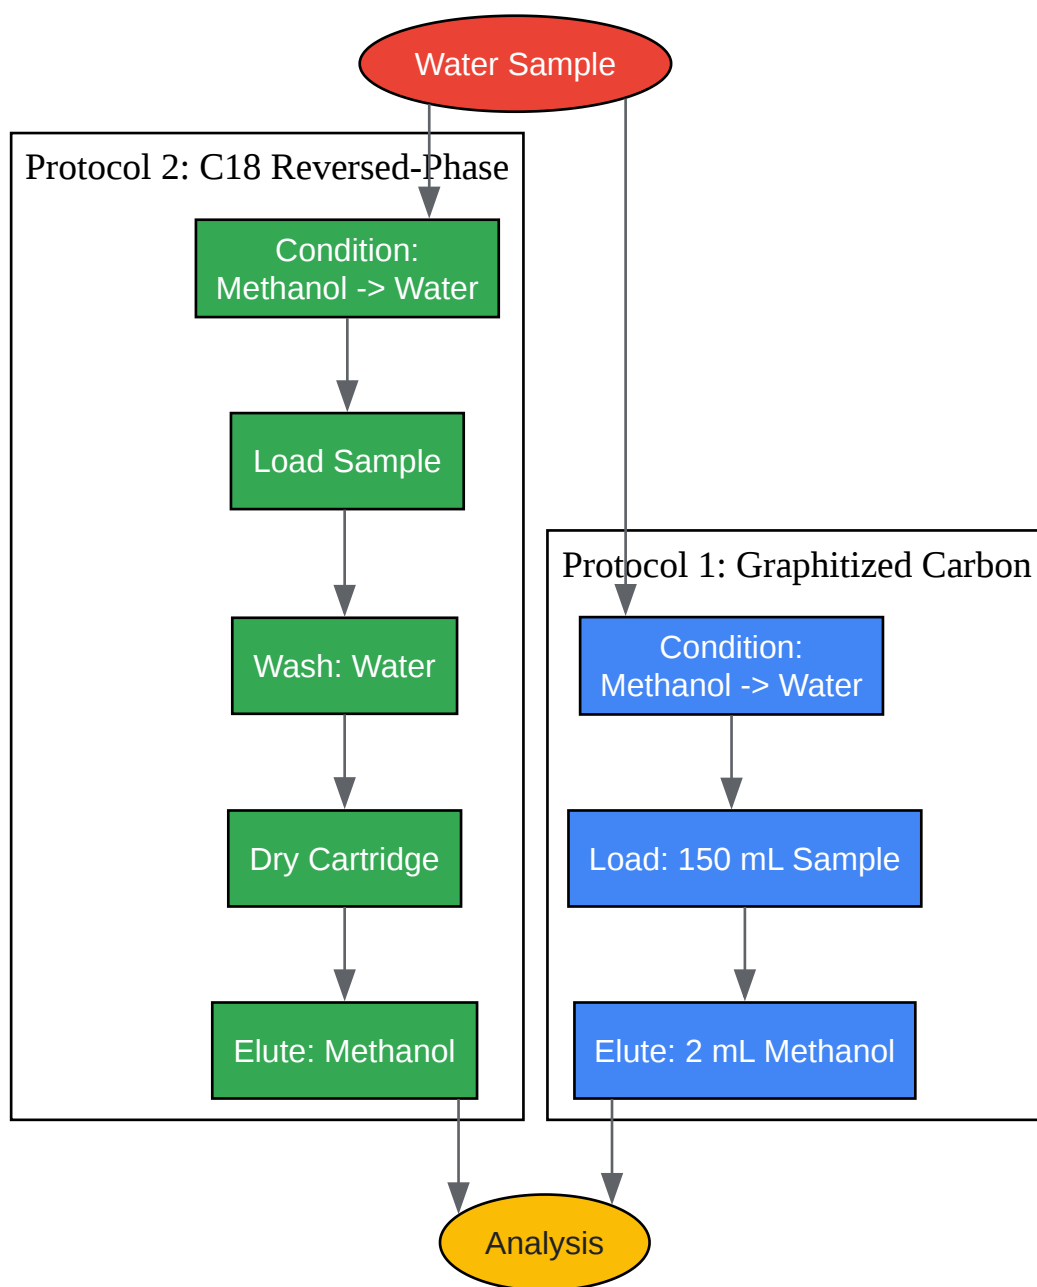 Water Sample
Protocol 2: C18 Reversed-Phase
Condition:
Methanol -> Water
Load Sample
Wash: Water
Dry Cartridge
Elute: Methanol
Protocol 1: Graphitized Carbon
Condition:
Methanol -> Water
Load: 150 mL Sample
Elute: 2 mL Methanol
Analysis